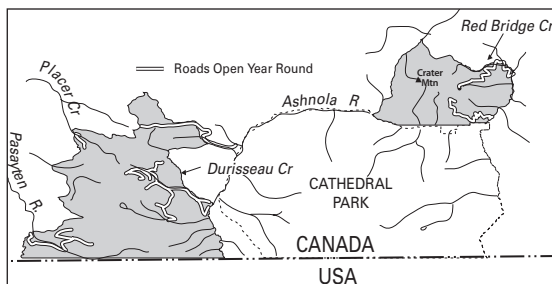 Red Bridge Cr
Roads Open Year Round
Crater
Mtn
Placer Cr
Ashnola R
Pasayten R.
Durisseau Cr
CATHEDRAL
PARK
CANADA
USA